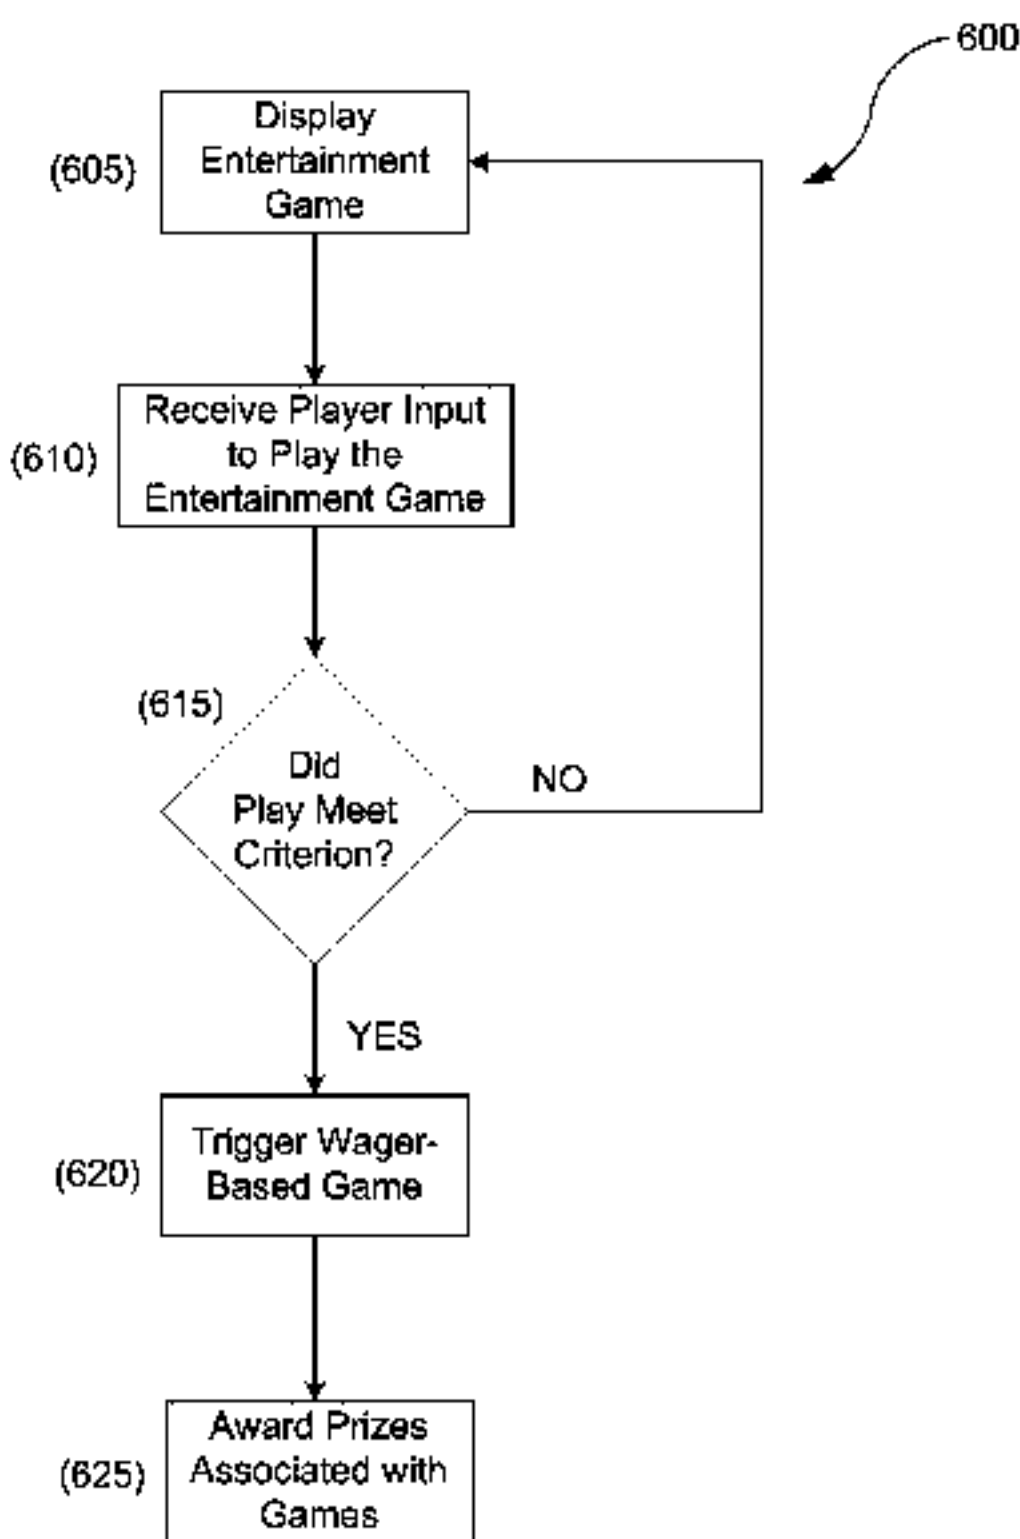 600
Display
Entertainment
Game
(605)
Receive Player Input
to Play the
Entertainment Game
(610)
(615)
Did
Play Meet
Criterion?
NO
YES
Trigger Wager-
Based Game
(620)
Award Prizes
Associated with
Games
(625)